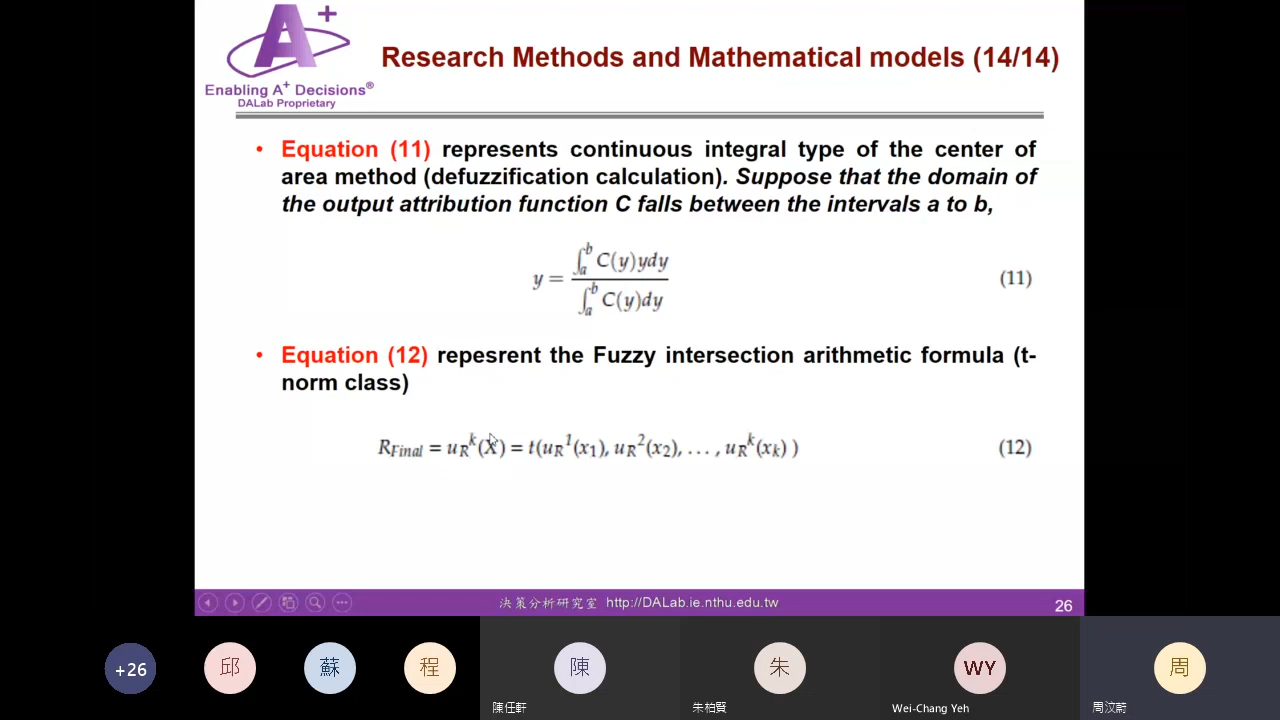 A+
Enabling A+ Decisions®
DALab Proprietary
Research Methods and Mathematical models (14/14)
• Equation (11) represents continuous integral type of the center of
area method (defuzzification calculation). Suppose that the domain of
the output attribution function C falls between the intervals a to b,
y = ∫_a^b C(y)ydy / ∫_a^b C(y)dy (11)
• Equation (12) repesrent the Fuzzy intersection arithmetic formula (t-
norm class)
R_Final = u_R^k(X) = t(u_R^1(x_1), u_R^2(x_2), … , u_R^k(x_k) ) (12)
決策分析研究室 http://DALab.ie.nthu.edu.tw
26
+26
邱
蘇
程
陳
朱
WY
周
陳任軒
朱柏賢
Wei-Chang Yeh
周汶蔚